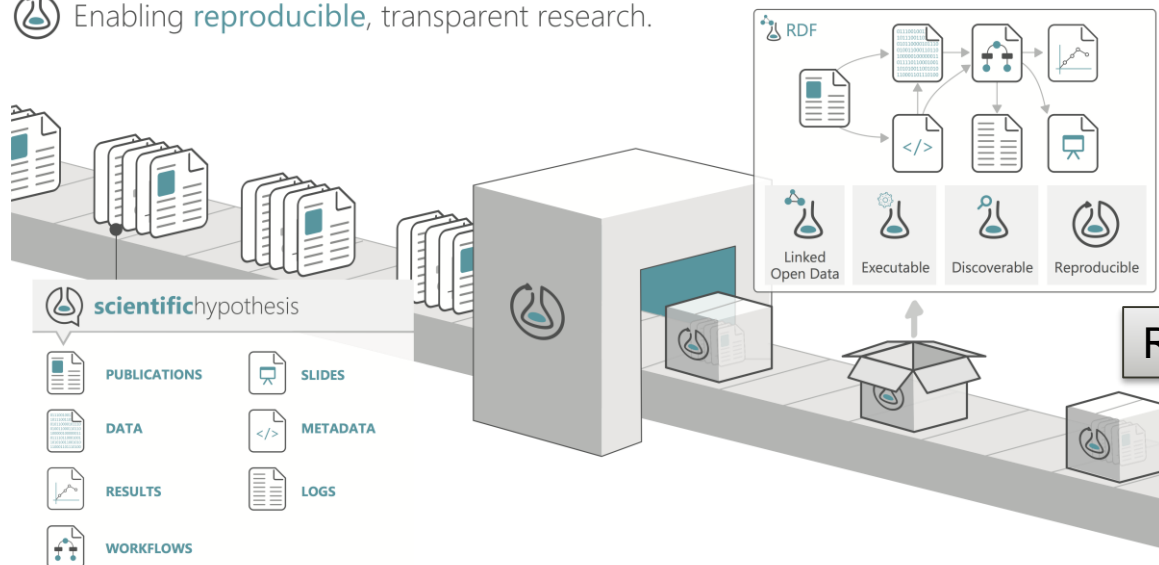 Enabling reproducible, transparent research.
RDF
</>
Linked
Open Data
Executable
Discoverable
Reproducible
R
scientifichypothesis
PUBLICATIONS
SLIDES
DATA
</>
METADATA
RESULTS
LOGS
WORKFLOWS